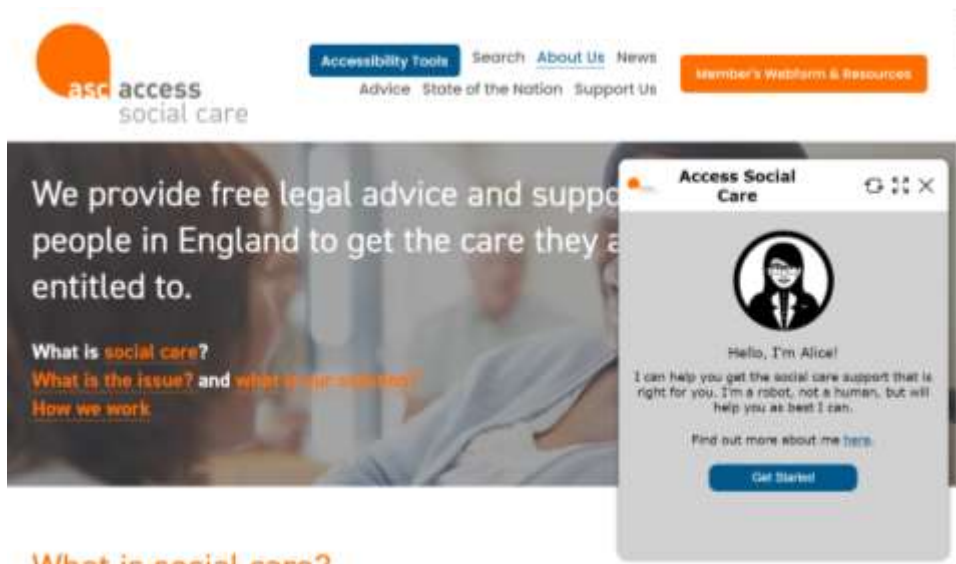 asc access
social care
Accessibility Tools Search About Us News
Advice State of the Nation Support Us
Member's Webform & Resources
We provide free legal advice and suppo
people in England to get the care they a
entitled to.
What is social care?
What is the issue? and what is our solution?
How we work
Access Social
Care
Hello, I'm Alice!
I can help you get the social care support that is
right for you. I'm a robot, not a human, but will
help you as best I can.
Find out more about me here.
Get Started
What is social care?